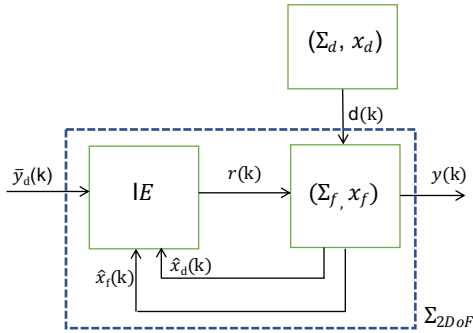 (Σ_d, x_d)
d(k)
ȳ_d(k)
IE
r(k)
(Σ_f, x_f)
y(k)
x̂_d(k)
x̂_f(k)
Σ_2DoF